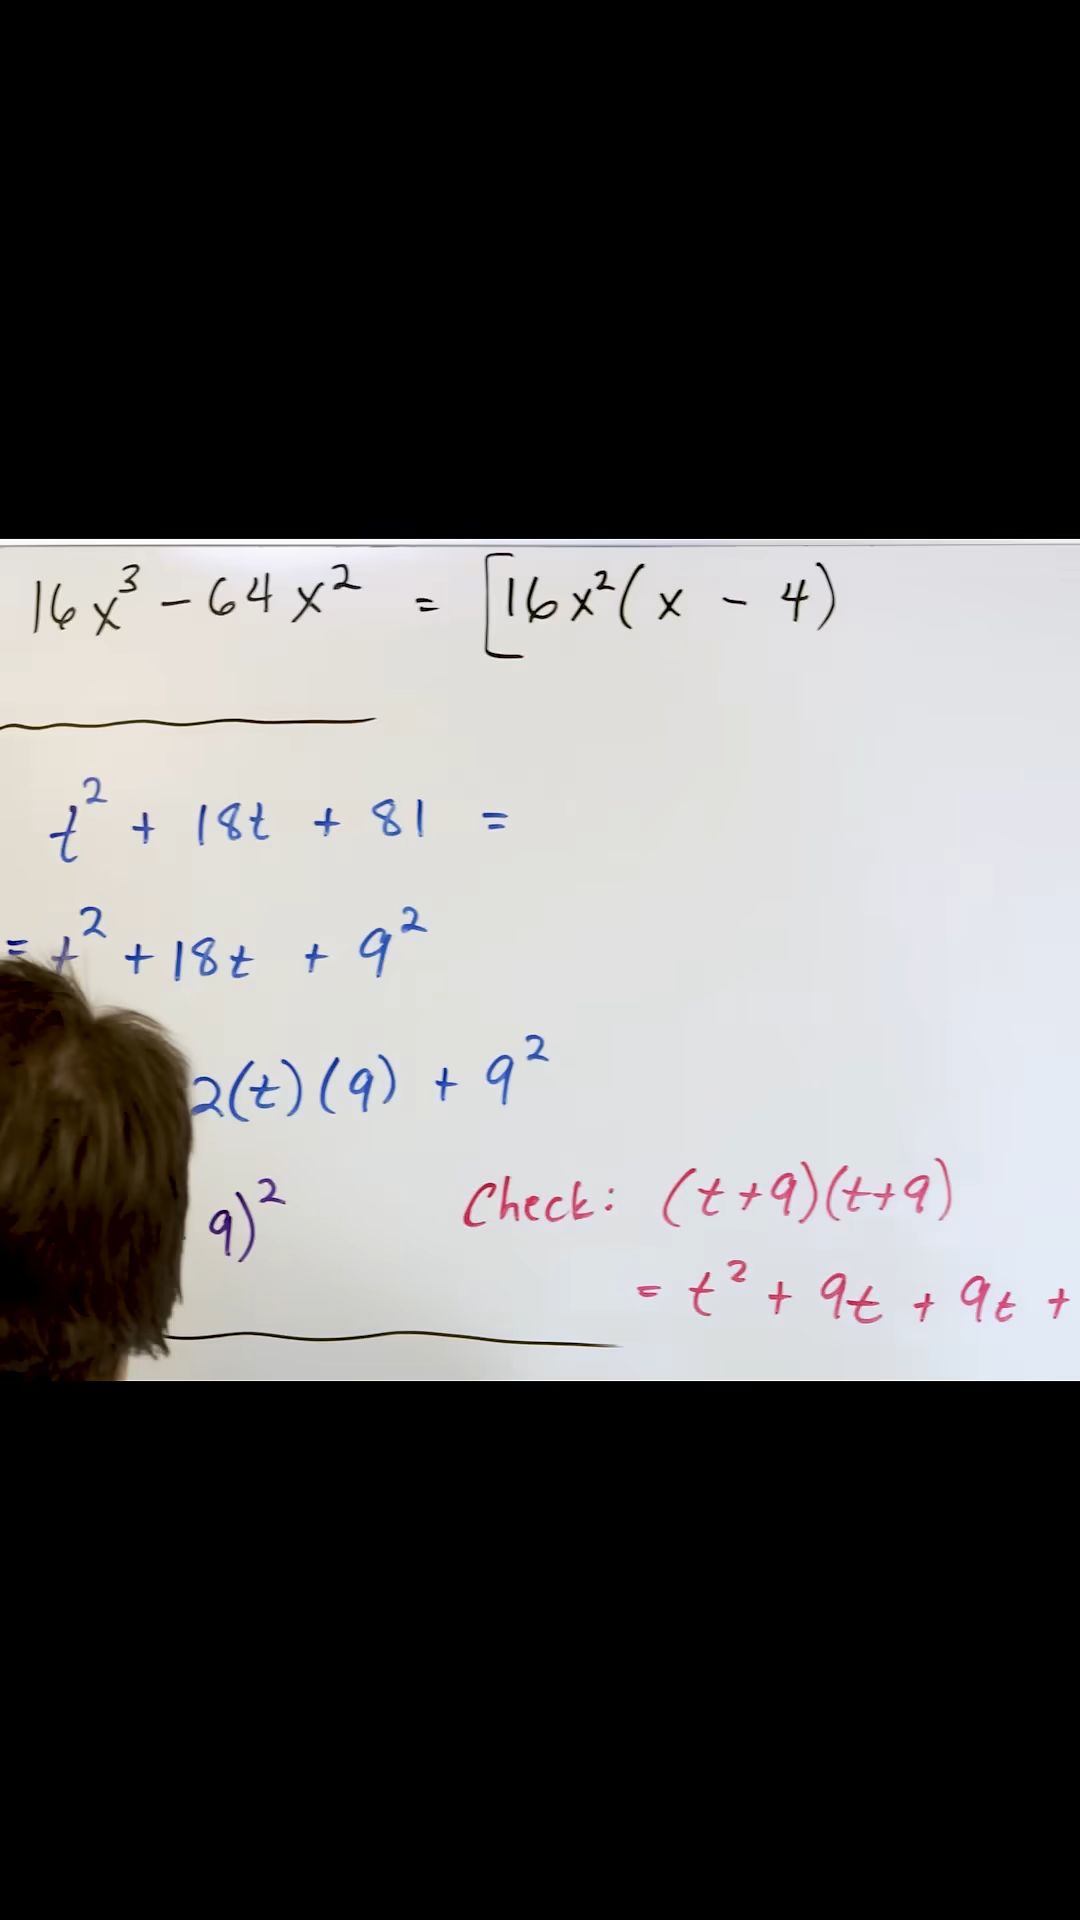 16x³ - 64x² = [16x²(x - 4)
t² + 18t + 81 =
= t² + 18t + 9²
2(t)(9) + 9²
9)²
Check: (t+9)(t+9)
= t² + 9t + 9t +